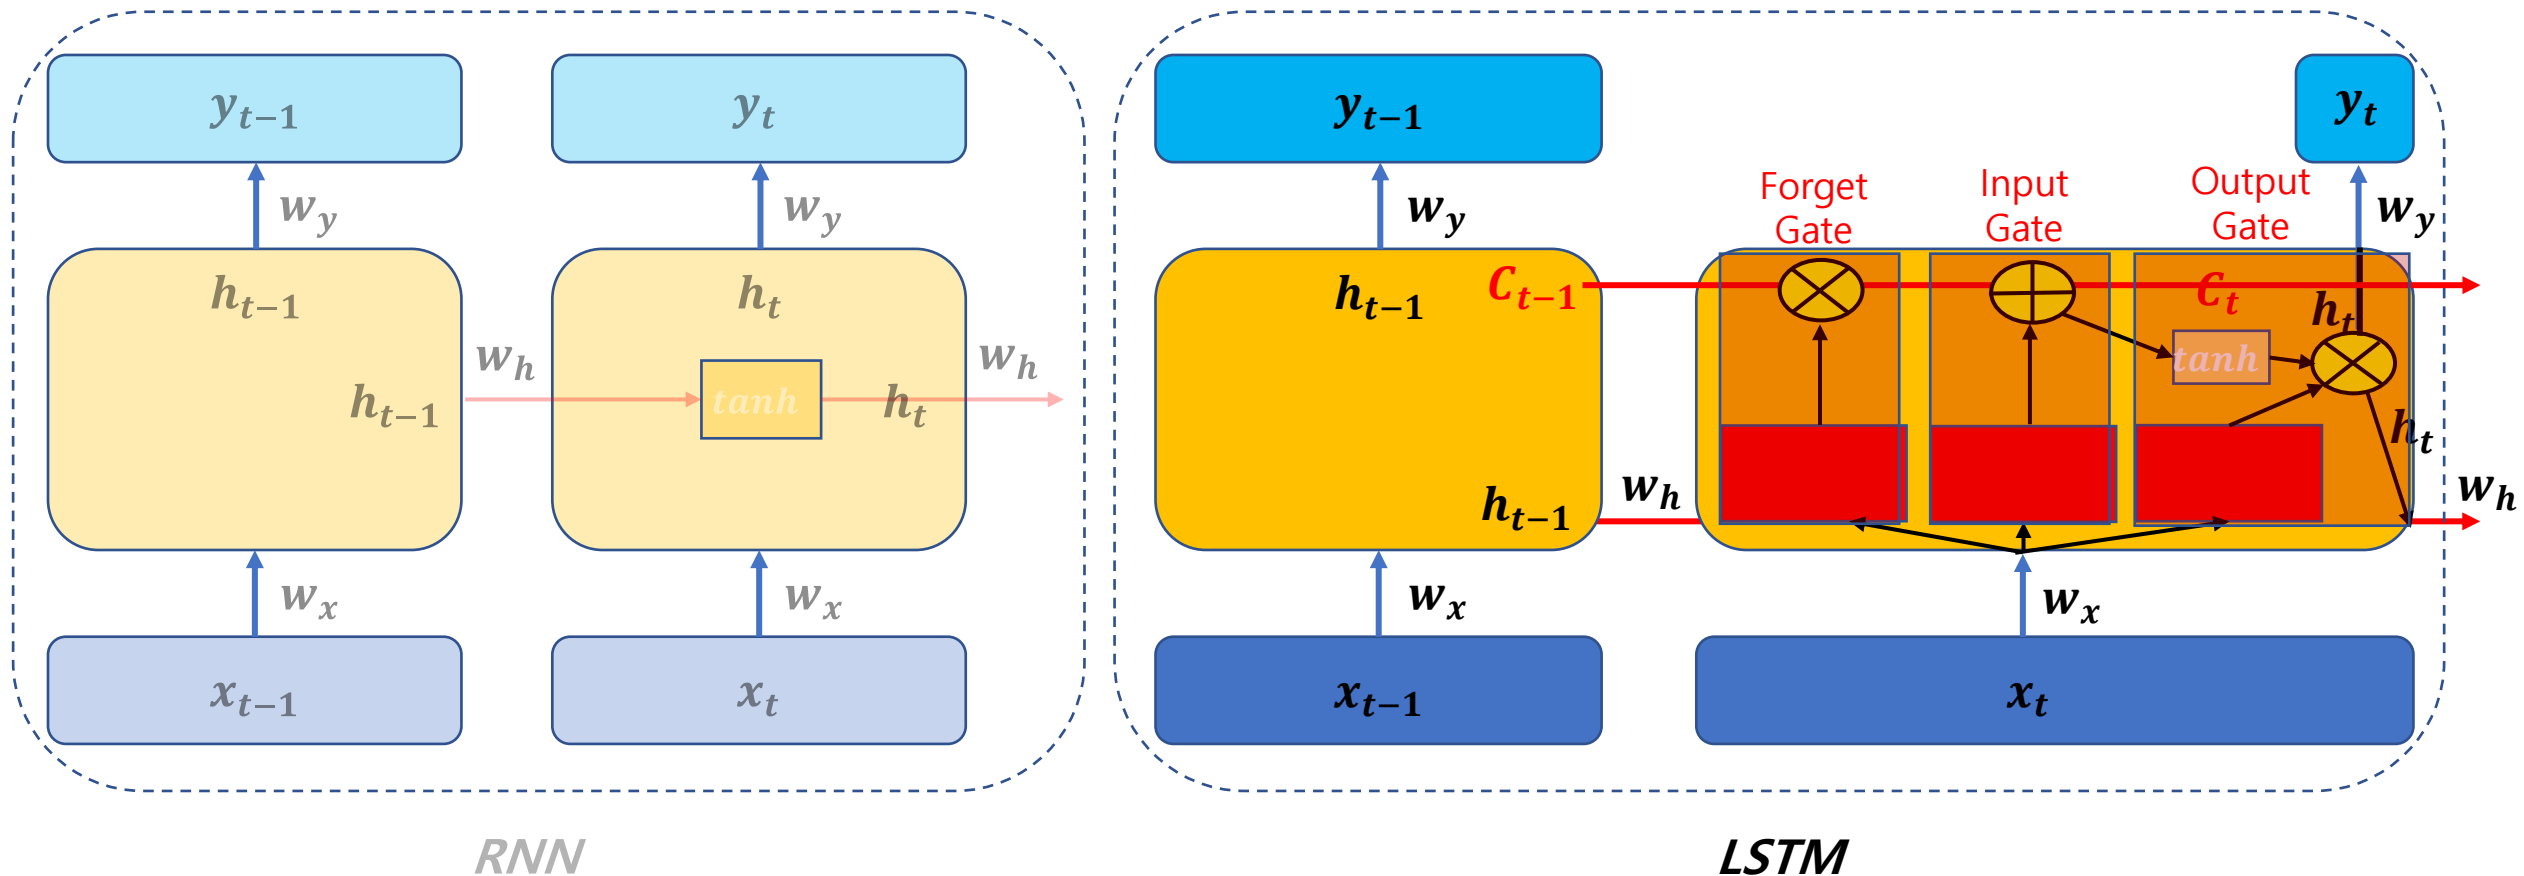 y_{t-1}
y_t
w_y
w_y
h_{t-1}
h_t
w_h
w_h
h_{t-1}
tanh
h_t
w_x
w_x
x_{t-1}
x_t
RNN
y_{t-1}
y_t
Forget
Gate
Input
Gate
Output
Gate
w_y
w_y
h_{t-1}
C_{t-1}
C_t
h_t
tanh
h_t
h_{t-1}
w_h
w_h
w_x
w_x
x_{t-1}
x_t
LSTM